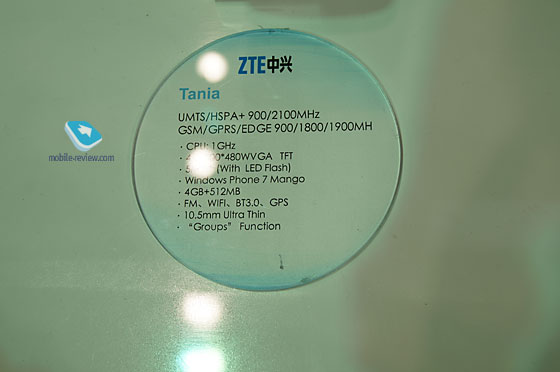 ZTE中兴
Tania
UMTS/HSPA+ 900/2100MHz
GSM/GPRS/EDGE 900/1800/1900MH
· CPU: 1GHz
· 0*480WVGA TFT
· (With LED Flash)
· Windows Phone 7 Mango
· 4GB+512MB
· FM、WIFI、BT3.0、GPS
· 10.5mm Ultra Thin
· “Groups” Function
mobile-review.com